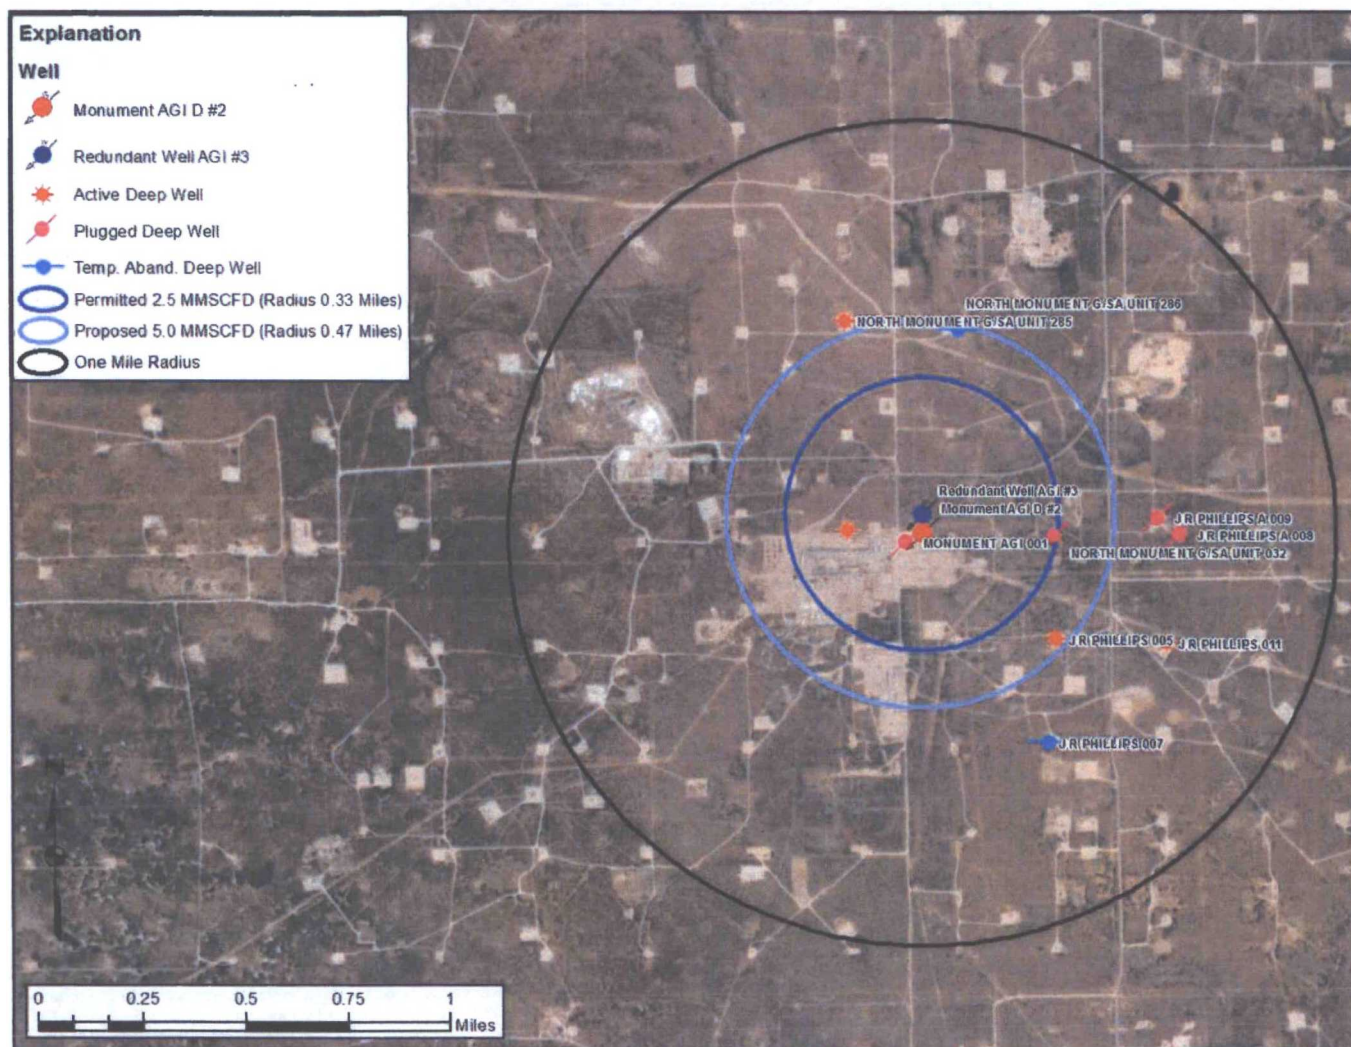 Explanation
Well
Monument AGI D #2
Redundant Well AGI #3
Active Deep Well
Plugged Deep Well
Temp. Aband. Deep Well
Permitted 2.5 MMSCFD (Radius 0.33 Miles)
Proposed 5.0 MMSCFD (Radius 0.47 Miles)
One Mile Radius
NORTH MONUMENT G/SA UNIT 286
NORTH MONUMENT G/SA UNIT 285
Redundant Well AGI #3
Monument AGI D #2
MONUMENT AGI 001
J R PHILLIPS A 009
J R PHILLIPS A 008
NORTH MONUMENT G/SA UNIT 032
J R PHILLIPS 005
J R PHILLIPS 011
J R PHILLIPS 007
0 0.25 0.5 0.75 1
Miles